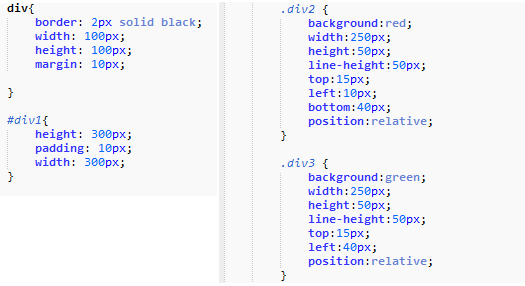 div{
border: 2px solid black;
width: 100px;
height: 100px;
margin: 10px;
}
#div1{
height: 300px;
padding: 10px;
width: 300px;
}
.div2 {
background:red;
width:250px;
height:50px;
line-height:50px;
top:15px;
left:10px;
bottom:40px;
position:relative;
}
.div3 {
background:green;
width:250px;
height:50px;
line-height:50px;
top:15px;
left:40px;
position:relative;
}